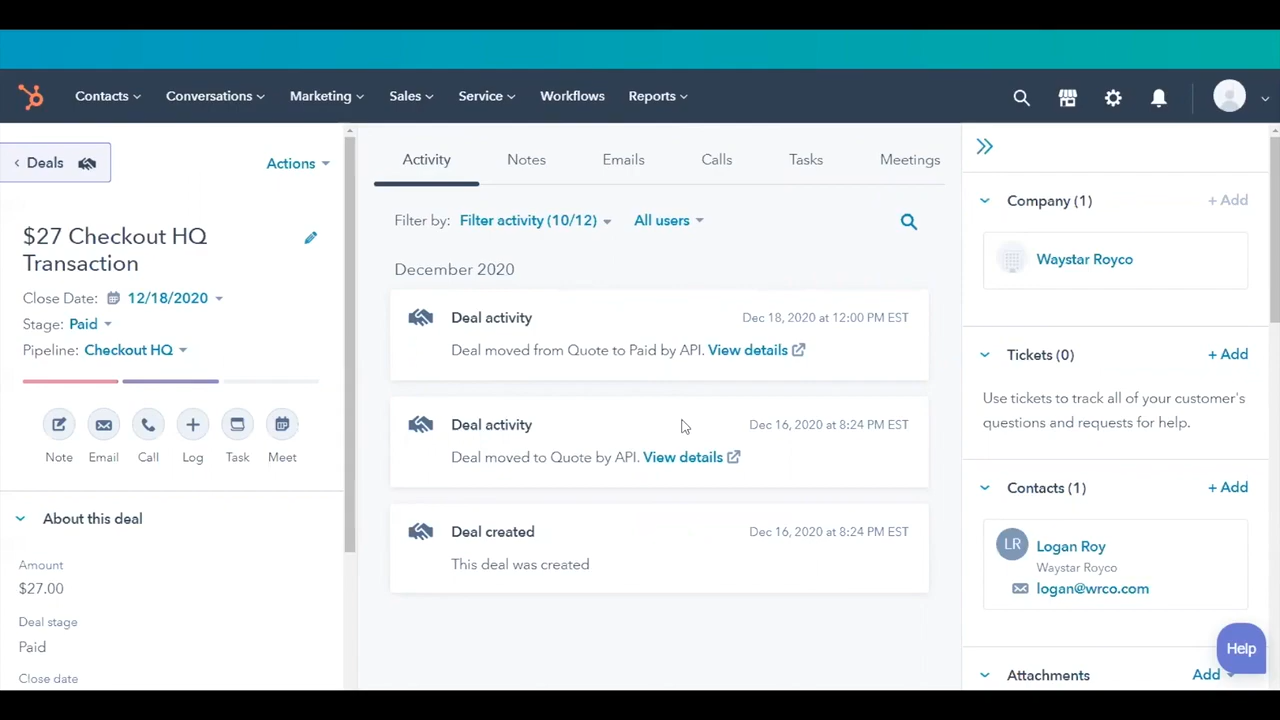 Contacts
Conversations
Marketing
Sales
Service
Workflows
Reports
Deals
Actions
$27 Checkout HQ
Transaction
Close Date: 12/18/2020
Stage: Paid
Pipeline: Checkout HQ
Note
Email
Call
Log
Task
Meet
About this deal
Amount
$27.00
Deal stage
Paid
Close date
Activity
Notes
Emails
Calls
Tasks
Meetings
Filter by: Filter activity (10/12) All users
December 2020
Deal activity Dec 18, 2020 at 12:00 PM EST
Deal moved from Quote to Paid by API. View details
Deal activity Dec 16, 2020 at 8:24 PM EST
Deal moved to Quote by API. View details
Deal created Dec 16, 2020 at 8:24 PM EST
This deal was created
Company (1) + Add
Waystar Royco
Tickets (0) + Add
Use tickets to track all of your customer's
questions and requests for help.
Contacts (1) + Add
LR
Logan Roy
Waystar Royco
logan@wrco.com
Help
Attachments Add